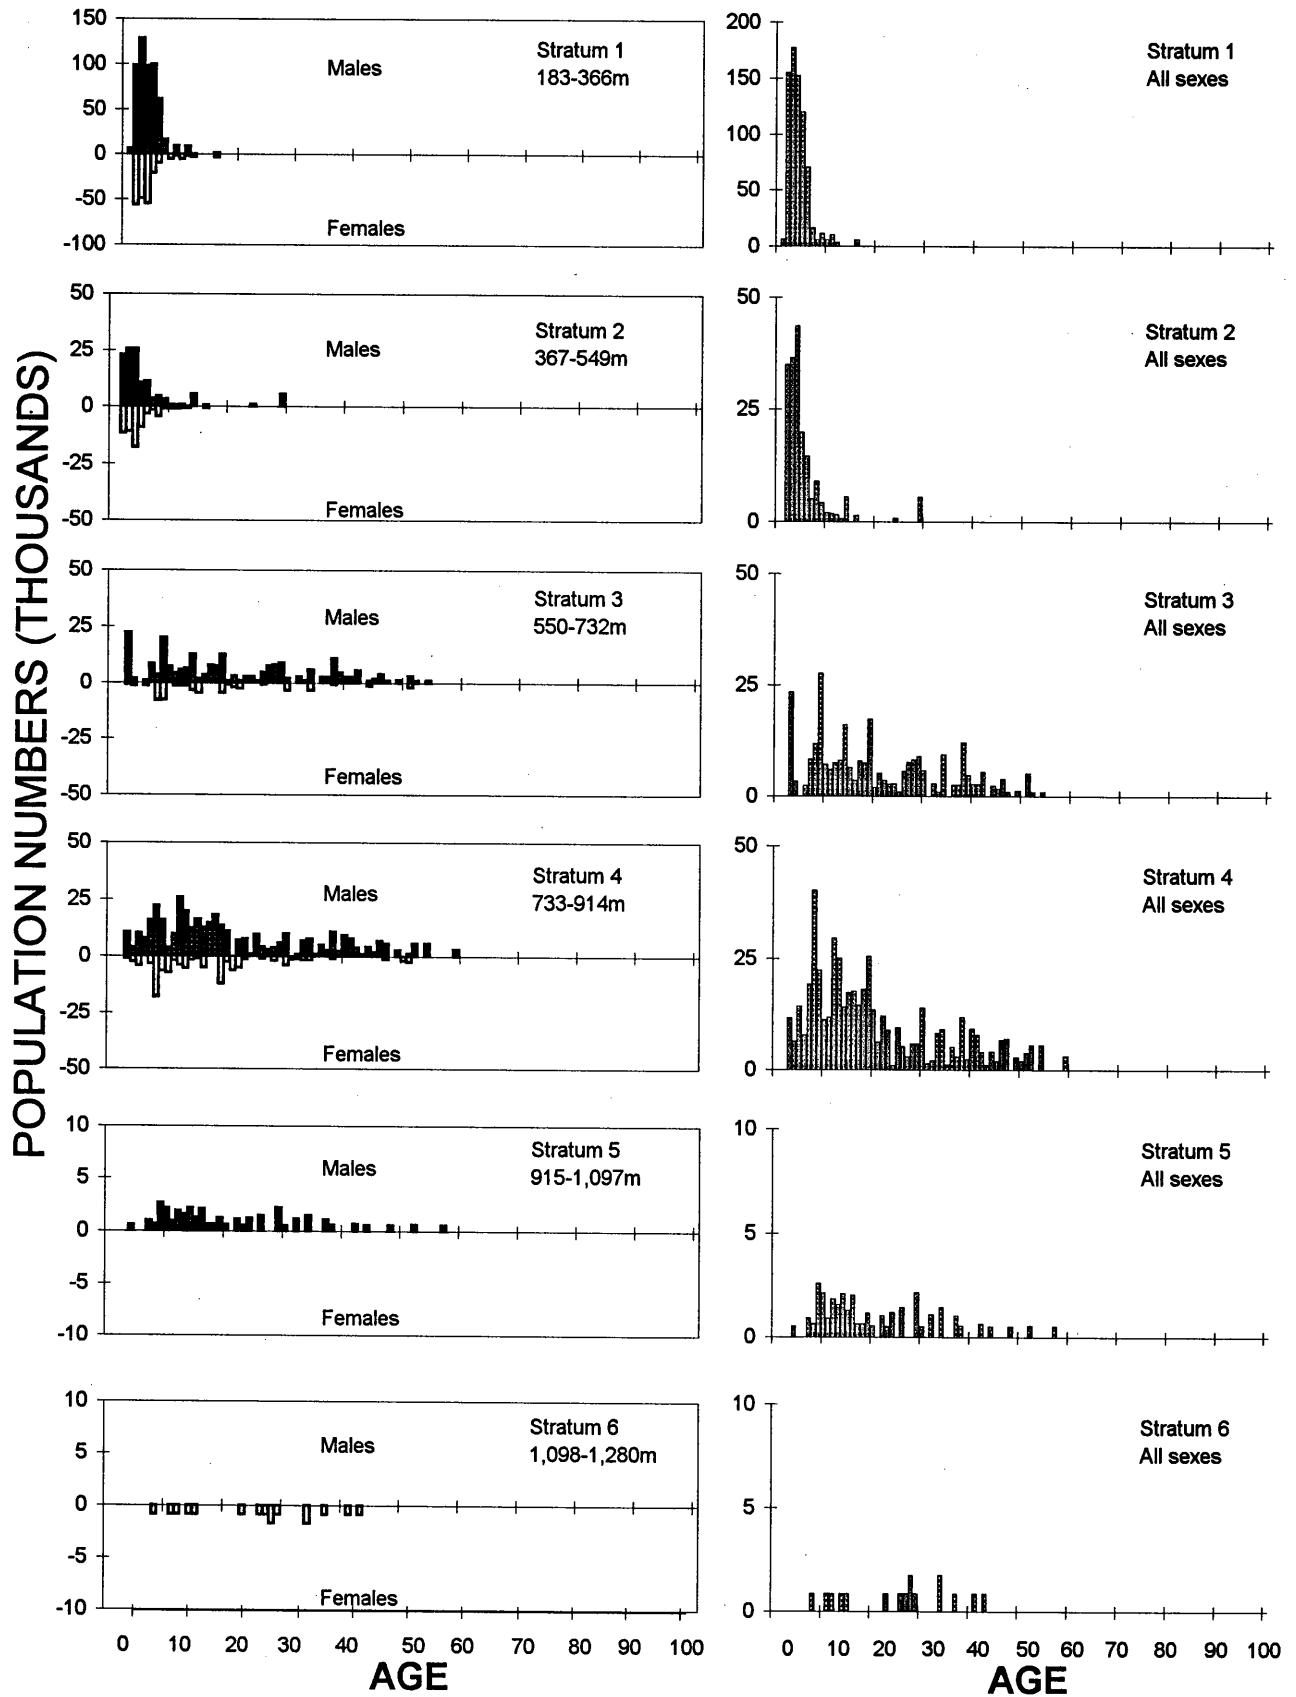 POPULATION NUMBERS (THOUSANDS)
150
100
50
0
-50
-100
Males
Stratum 1
183-366m
Females
200
150
100
50
0
Stratum 1
All sexes
50
25
0
-25
-50
Males
Stratum 2
367-549m
Females
50
25
0
Stratum 2
All sexes
50
25
0
-25
-50
Males
Stratum 3
550-732m
Females
50
25
0
Stratum 3
All sexes
50
25
0
-25
-50
Males
Stratum 4
733-914m
Females
50
25
0
Stratum 4
All sexes
10
5
0
-5
-10
Males
Stratum 5
915-1,097m
Females
10
5
0
Stratum 5
All sexes
10
5
0
-5
-10
Males
Stratum 6
1,098-1,280m
Females
10
5
0
Stratum 6
All sexes
0 10 20 30 40 50 60 70 80 90 100
AGE
0 10 20 30 40 50 60 70 80 90 100
AGE